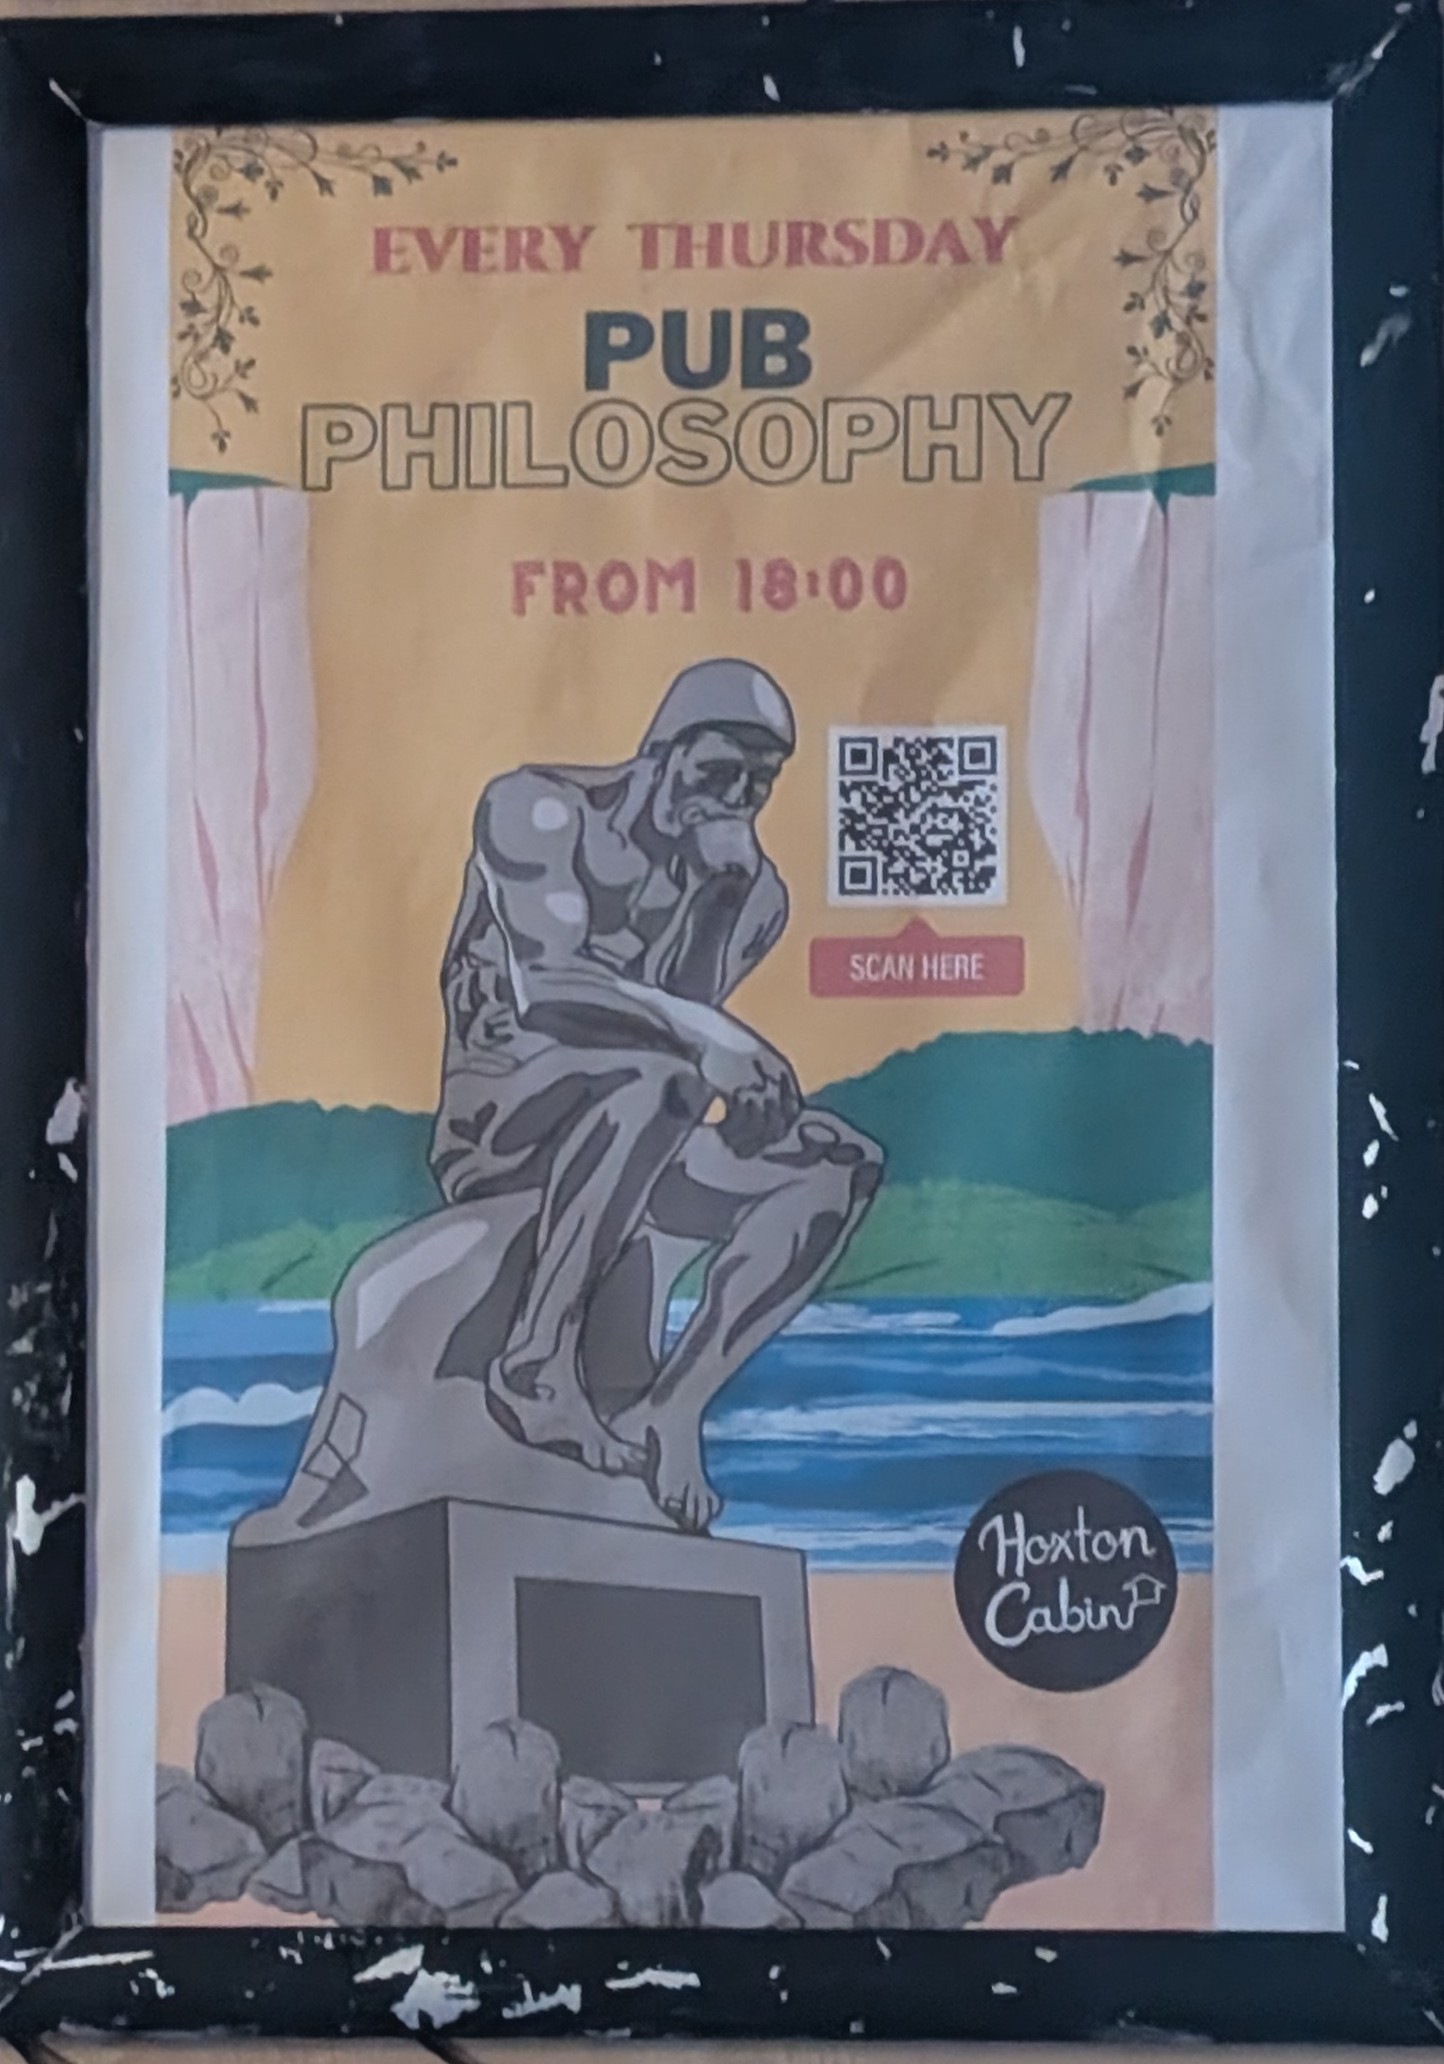 EVERY THURSDAY
PUB
PHILOSOPHY
FROM 18:00
SCAN HERE
Hoxton
Cabin